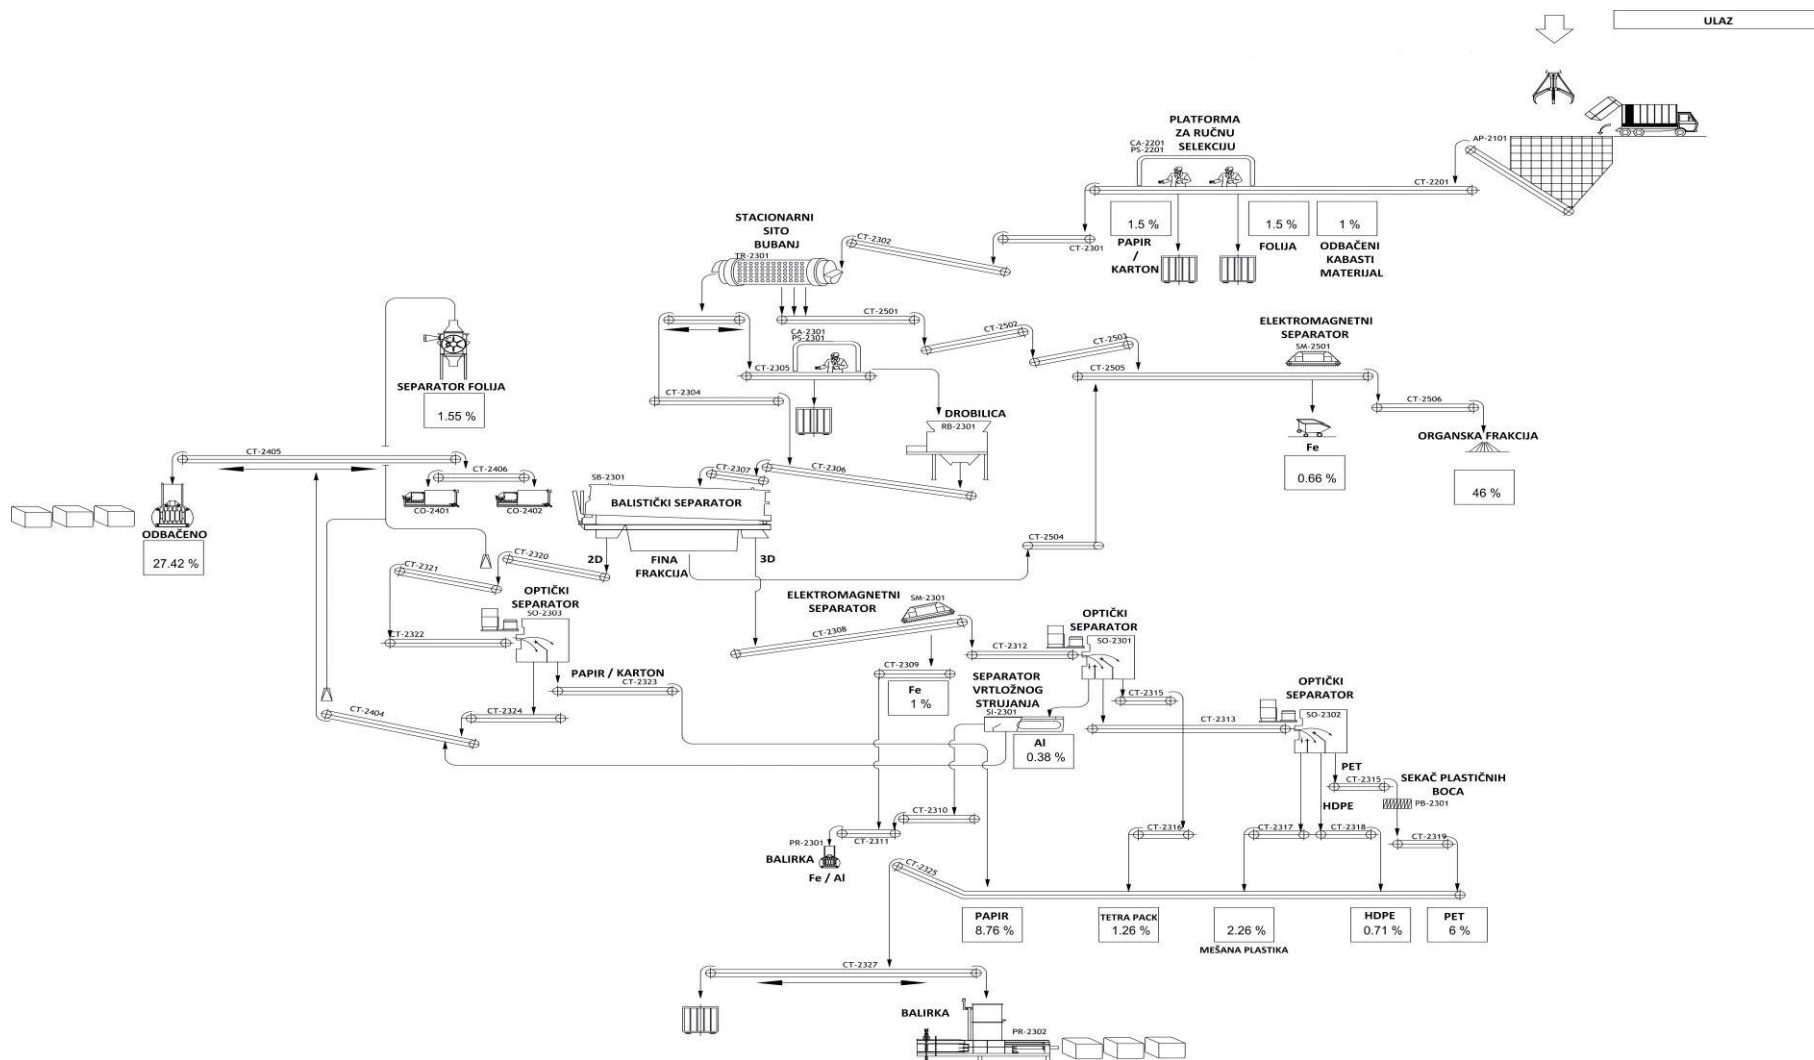 ULAZ
PLATFORMA
ZA RUČNU
SELEKCIJU
CA-2201
PS-2201
AP-2101
CT-2201
1.5 %
PAPIR
/
KARTON
1.5 %
FOLIJA
1 %
ODBAČENI
KABASTI
MATERIJAL
CT-2301
CT-2302
STACIONARNI
SITO
BUBANJ
TR-2301
CT-2501
CT-2502
CT-2503
CA-2301
PS-2301
CT-2305
CT-2304
ELEKTROMAGNETNI
SEPARATOR
SM-2501
CT-2505
CT-2506
Fe
0.66 %
ORGANSKA FRAKCIJA
46 %
SEPARATOR FOLIJA
1.55 %
DROBILICA
RB-2301
CT-2405
CT-2406
CO-2401
CO-2402
ODBAČENO
27.42 %
CT-2307
CT-2306
SB-2301
BALISTIČKI SEPARATOR
2D
FINA
FRAKCIJA
3D
CT-2504
CT-2320
CT-2321
OPTIČKI
SEPARATOR
SO-2303
CT-2322
ELEKTROMAGNETNI
SEPARATOR
SM-2301
CT-2308
CT-2312
OPTIČKI
SEPARATOR
SO-2301
PAPIR / KARTON
CT-2323
CT-2324
CT-2404
CT-2309
Fe
1 %
SEPARATOR
VRTLOŽNOG
STRUJANJA
SI-2301
Al
0.38 %
CT-2315
CT-2313
OPTIČKI
SEPARATOR
SO-2302
PET
CT-2315
SEKAČ PLASTIČNIH
BOCA
PB-2301
HDPE
CT-2310
CT-2311
CT-2316
CT-2317
CT-2318
CT-2319
PR-2301
BALIRKA
Fe / Al
CT-2325
PAPIR
8.76 %
TETRA PACK
1.26 %
2.26 %
MEŠANA PLASTIKA
HDPE
0.71 %
PET
6 %
CT-2327
BALIRKA
PR-2302